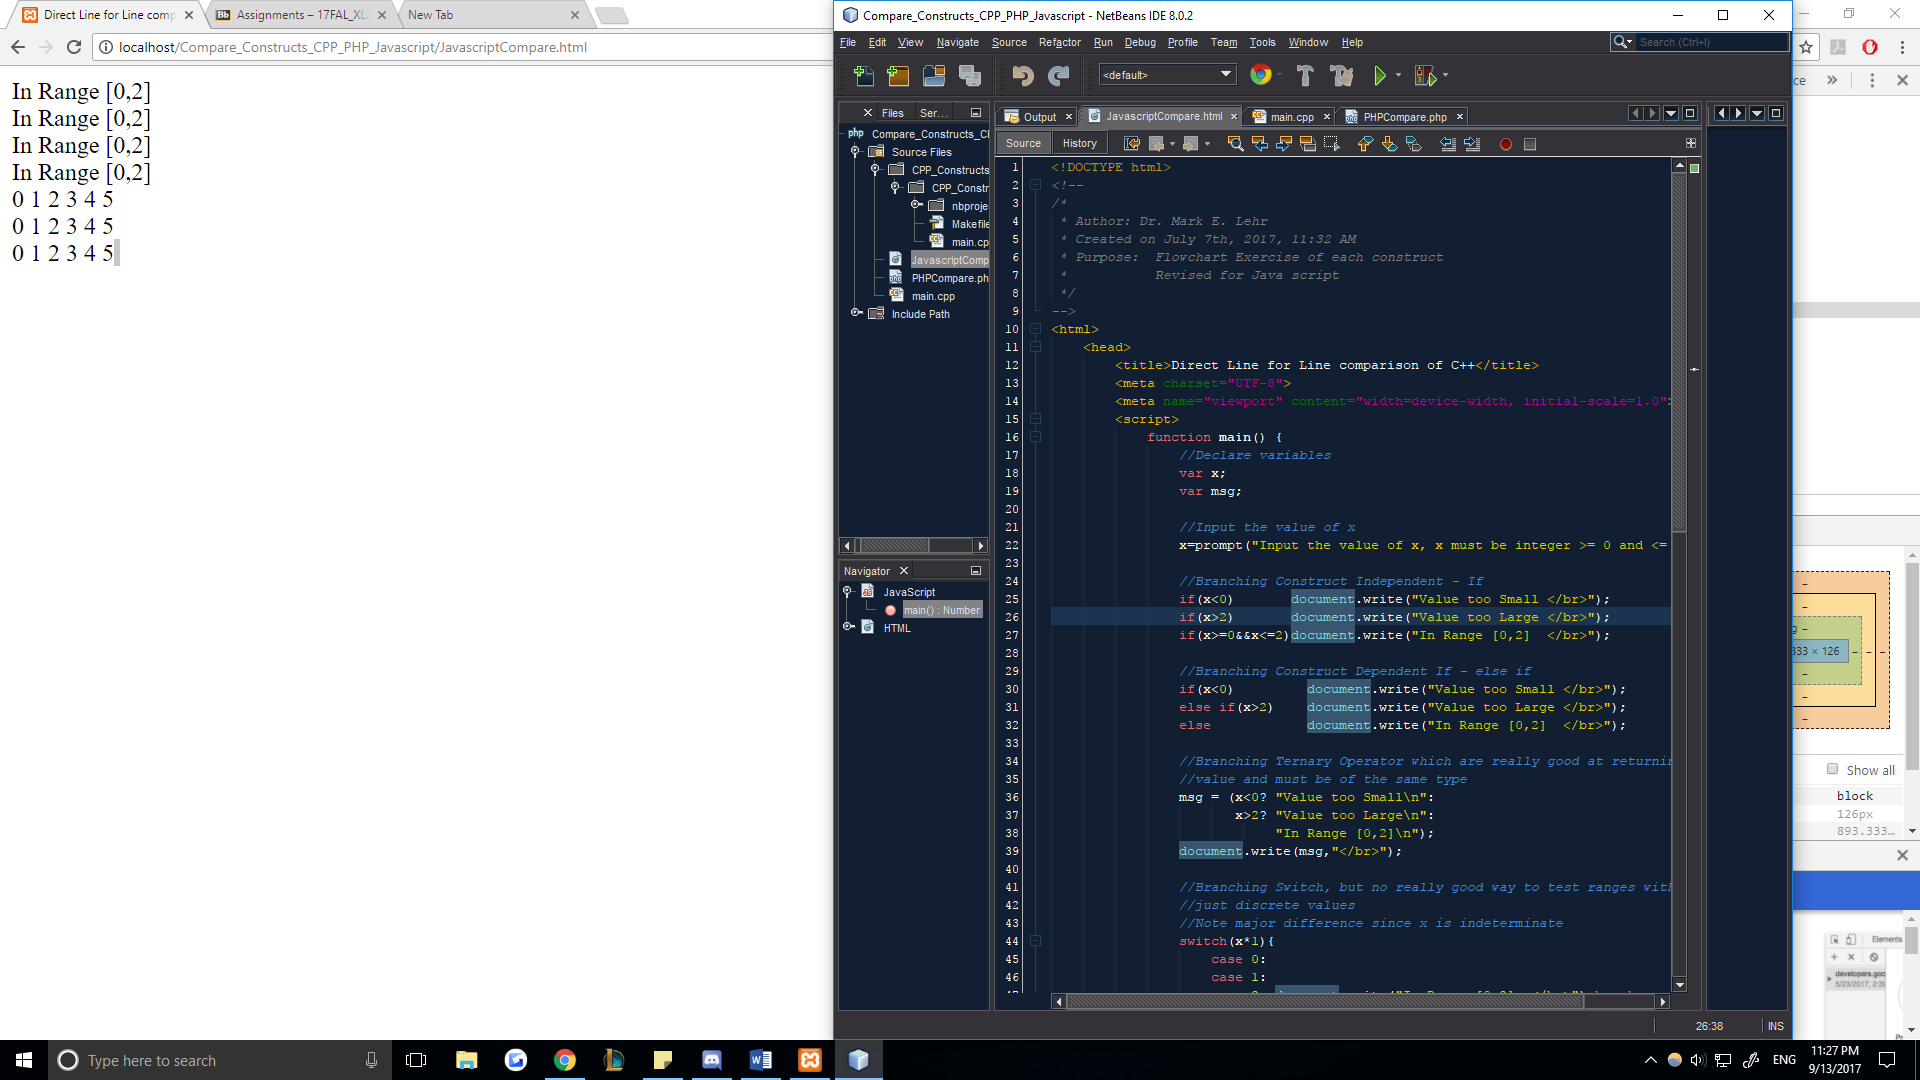 Direct Line for Line comp
Assignments – 17FAL_XL
New Tab
localhost/Compare_Constructs_CPP_PHP_Javascript/JavascriptCompare.html
In Range [0,2]
In Range [0,2]
In Range [0,2]
In Range [0,2]
0 1 2 3 4 5
0 1 2 3 4 5
0 1 2 3 4 5
Compare_Constructs_CPP_PHP_Javascript - NetBeans IDE 8.0.2
File Edit View Navigate Source Refactor Run Debug Profile Team Tools Window Help
Search (Ctrl+I)
<default>
Files Ser...
Compare_Constructs_C
Source Files
CPP_Constructs
CPP_Constr
nbproje
Makefile
main.cp
JavascriptComp
PHPCompare.ph
main.cpp
Include Path
Navigator
JavaScript
main() : Number
HTML
Output JavascriptCompare.html main.cpp PHPCompare.php
Source History
1 <!DOCTYPE html>
2 <!--
3 /*
4 * Author: Dr. Mark E. Lehr
5 * Created on July 7th, 2017, 11:32 AM
6 * Purpose:  Flowchart Exercise of each construct
7 *           Revised for Java script
8 */
9 -->
10 <html>
11 <head>
12 <title>Direct Line for Line comparison of C++</title>
13 <meta charset="UTF-8">
14 <meta name="viewport" content="width=device-width, initial-scale=1.0">
15 <script>
16 function main() {
17 //Declare variables
18 var x;
19 var msg;
20
21 //Input the value of x
22 x=prompt("Input the value of x, x must be integer >= 0 and <=
23
24 //Branching Construct Independent - If
25 if(x<0)       document.write("Value too Small </br>");
26 if(x>2)       document.write("Value too Large </br>");
27 if(x>=0&&x<=2)document.write("In Range [0,2]  </br>");
28
29 //Branching Construct Dependent If - else if
30 if(x<0)         document.write("Value too Small </br>");
31 else if(x>2)    document.write("Value too Large </br>");
32 else            document.write("In Range [0,2]  </br>");
33
34 //Branching Ternary Operator which are really good at returnin
35 //value and must be of the same type
36 msg = (x<0? "Value too Small\n":
37 x>2? "Value too Large\n":
38 "In Range [0,2]\n");
39 document.write(msg,"</br>");
40
41 //Branching Switch, but no really good way to test ranges wit
42 //just discrete values
43 //Note major difference since x is indeterminate
44 switch(x*1){
45 case 0:
46 case 1:
26:38 INS
ce
333 × 126
Show all
block
126px
893.333...
Elements
Type here to search
ENG
11:27 PM
9/13/2017